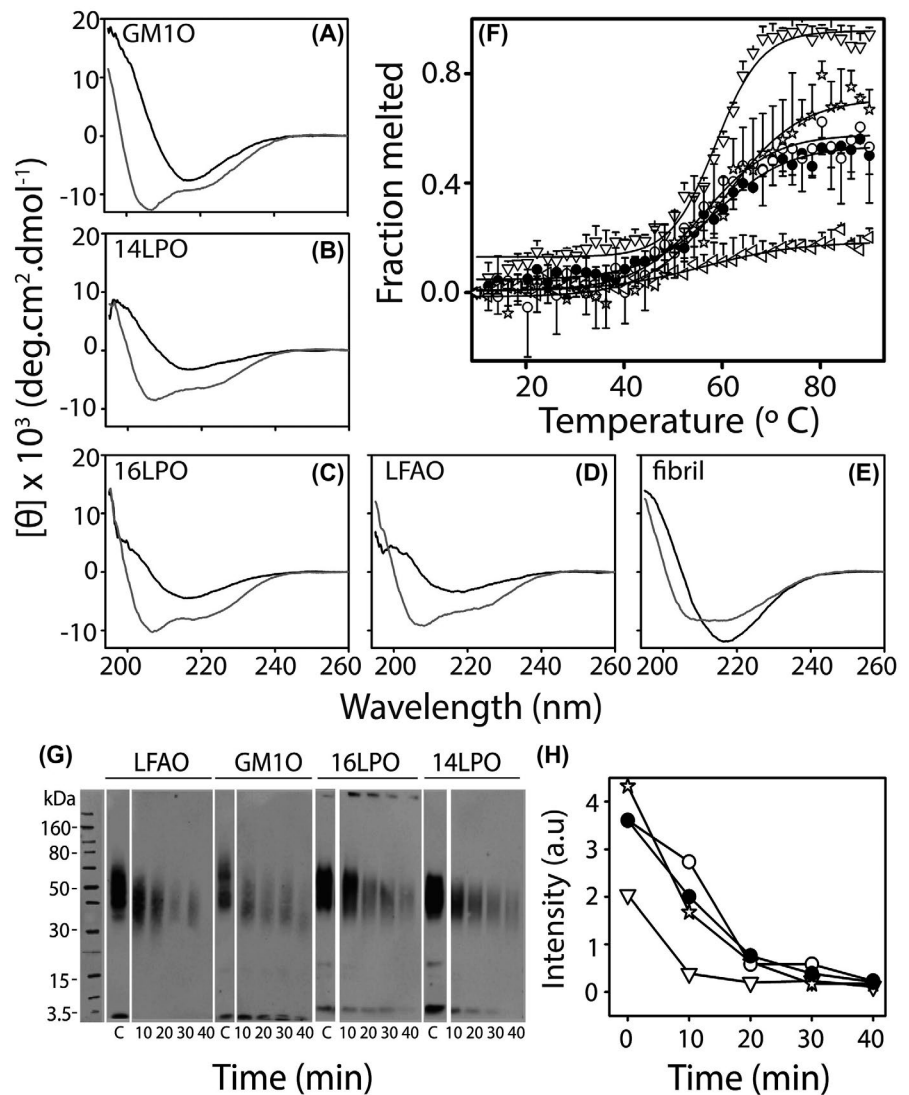 GM1O (A)
20
10
0
-10
14LPO (B)
20
10
0
-10
16LPO (C)
20
10
0
-10
200 220 240 260
LFAO (D)
200 220 240 260
fibril (E)
200 220 240 260
[θ] x 10³ (deg.cm².dmol⁻¹)
Wavelength (nm)
(F)
Fraction melted
0.8
0.4
0.0
20 40 60 80
Temperature (º C)
(G)
LFAO GM1O 16LPO 14LPO
kDa
160-
80-
50-
30-
15-
3.5-
C 10 20 30 40 C 10 20 30 40 C 10 20 30 40 C 10 20 30 40
Time (min)
(H)
Intensity (a.u)
4
3
2
1
0
0 10 20 30 40
Time (min)